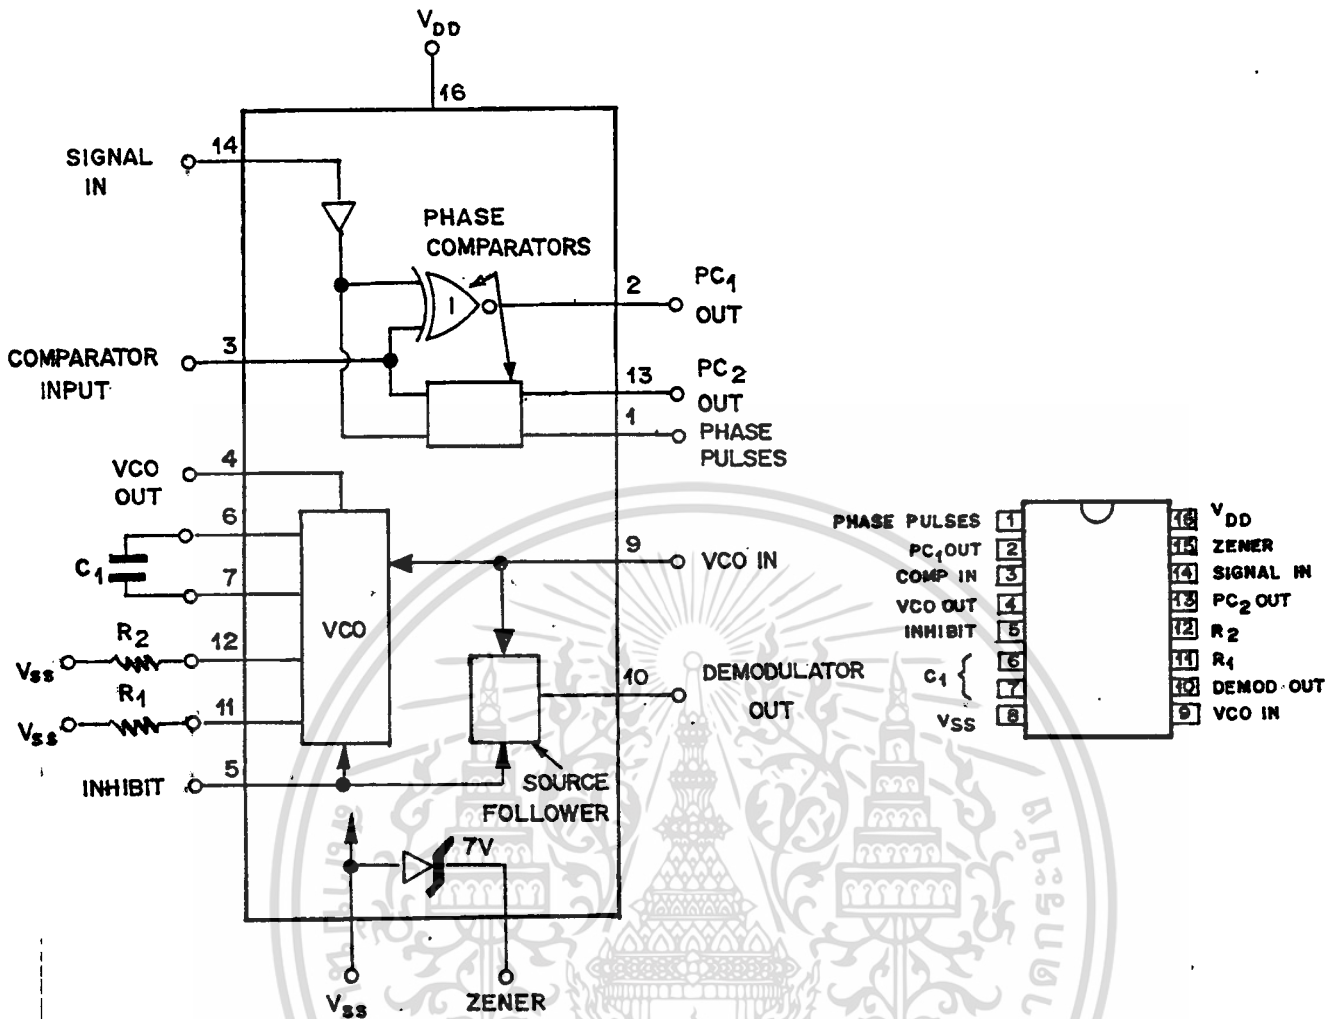 VDD
16
SIGNAL
IN
14
PHASE
COMPARATORS
I
2
PC1
OUT
COMPARATOR
INPUT
3
13
PC2
OUT
1
PHASE
PULSES
VCO
OUT
4
6
C1
7
VCO
9
VCO IN
VSS
R2
12
VSS
R1
11
10
DEMODULATOR
OUT
INHIBIT
5
SOURCE
FOLLOWER
7V
VSS
ZENER
PHASE PULSES 1
PC1OUT 2
COMP IN 3
VCO OUT 4
INHIBIT 5
C1 { 6
7
VSS 8
16 VDD
15 ZENER
14 SIGNAL IN
13 PC2 OUT
12 R2
11 R1
10 DEMOD OUT
9 VCO IN